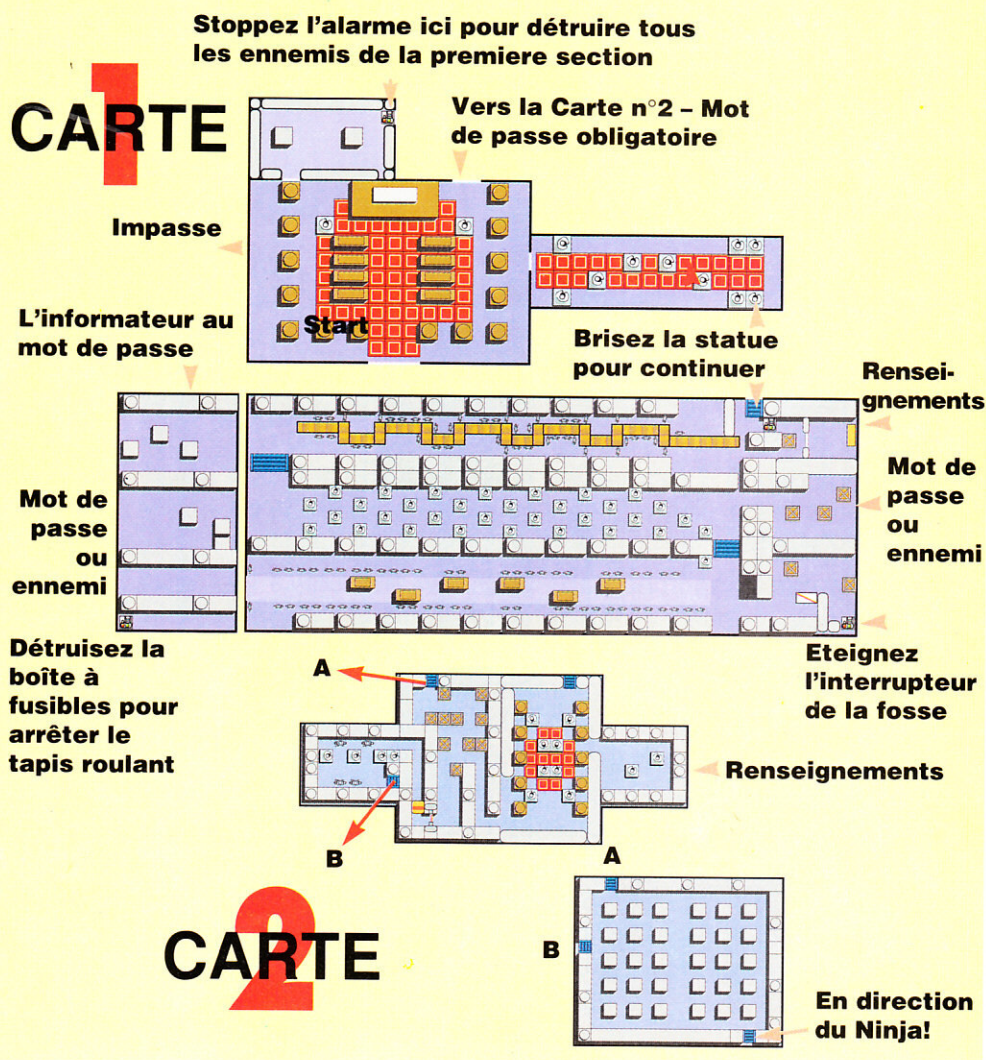 Stoppez l'alarme ici pour détruire tous
les ennemis de la premiere section
CARTE 1
Vers la Carte n°2 – Mot
de passe obligatoire
Impasse
Start
L'informateur au
mot de passe
Brisez la statue
pour continuer
Rensei-
gnements
Mot de
passe
ou
ennemi
Mot de
passe
ou
ennemi
Détruisez la
boîte à
fusibles pour
arrêter le
tapis roulant
Eteignez
l'interrupteur
de la fosse
A
Renseignements
B
A
CARTE 2
B
En direction
du Ninja!